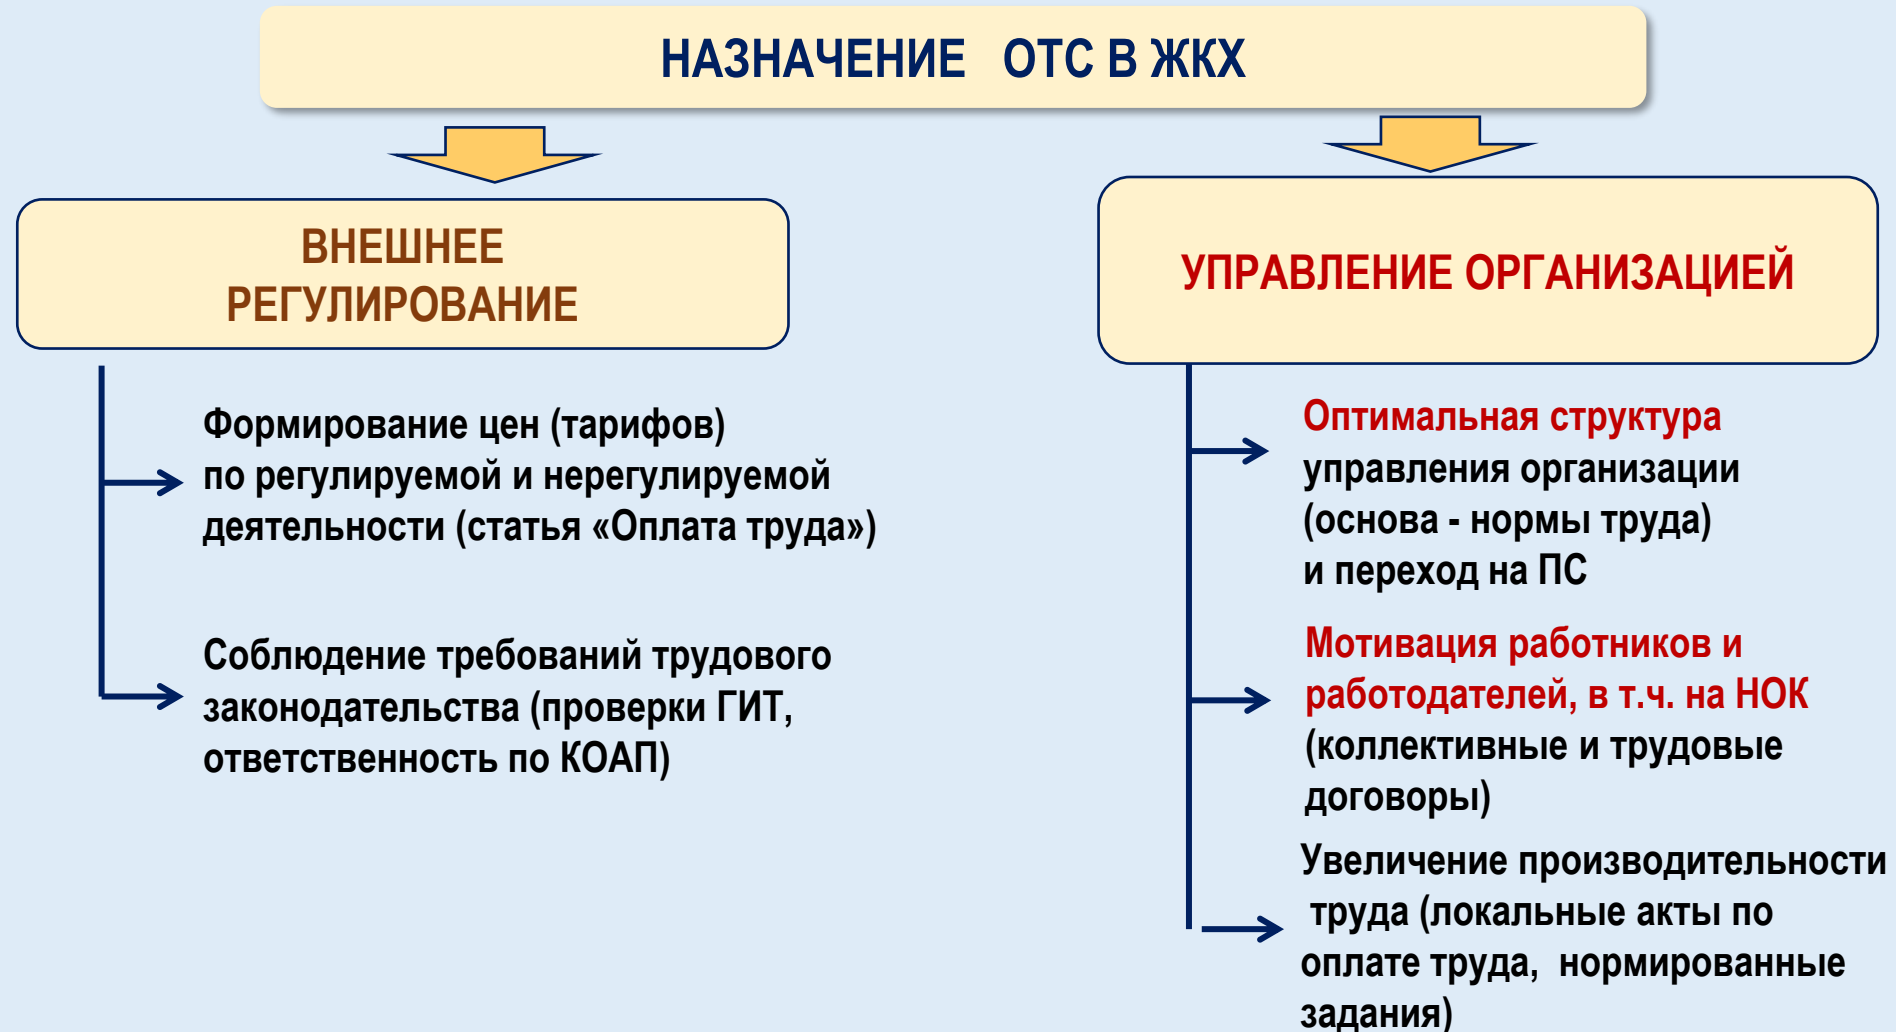 НАЗНАЧЕНИЕ ОТС В ЖКХ
ВНЕШНЕЕ
РЕГУЛИРОВАНИЕ
Формирование цен (тарифов)
по регулируемой и нерегулируемой
деятельности (статья «Оплата труда»)
Соблюдение требований трудового
законодательства (проверки ГИТ,
ответственность по КОАП)
УПРАВЛЕНИЕ ОРГАНИЗАЦИЕЙ
Оптимальная структура
управления организации
(основа - нормы труда)
и переход на ПС
Мотивация работников и
работодателей, в т.ч. на НОК
(коллективные и трудовые
договоры)
Увеличение производительности
труда (локальные акты по
оплате труда, нормированные
задания)